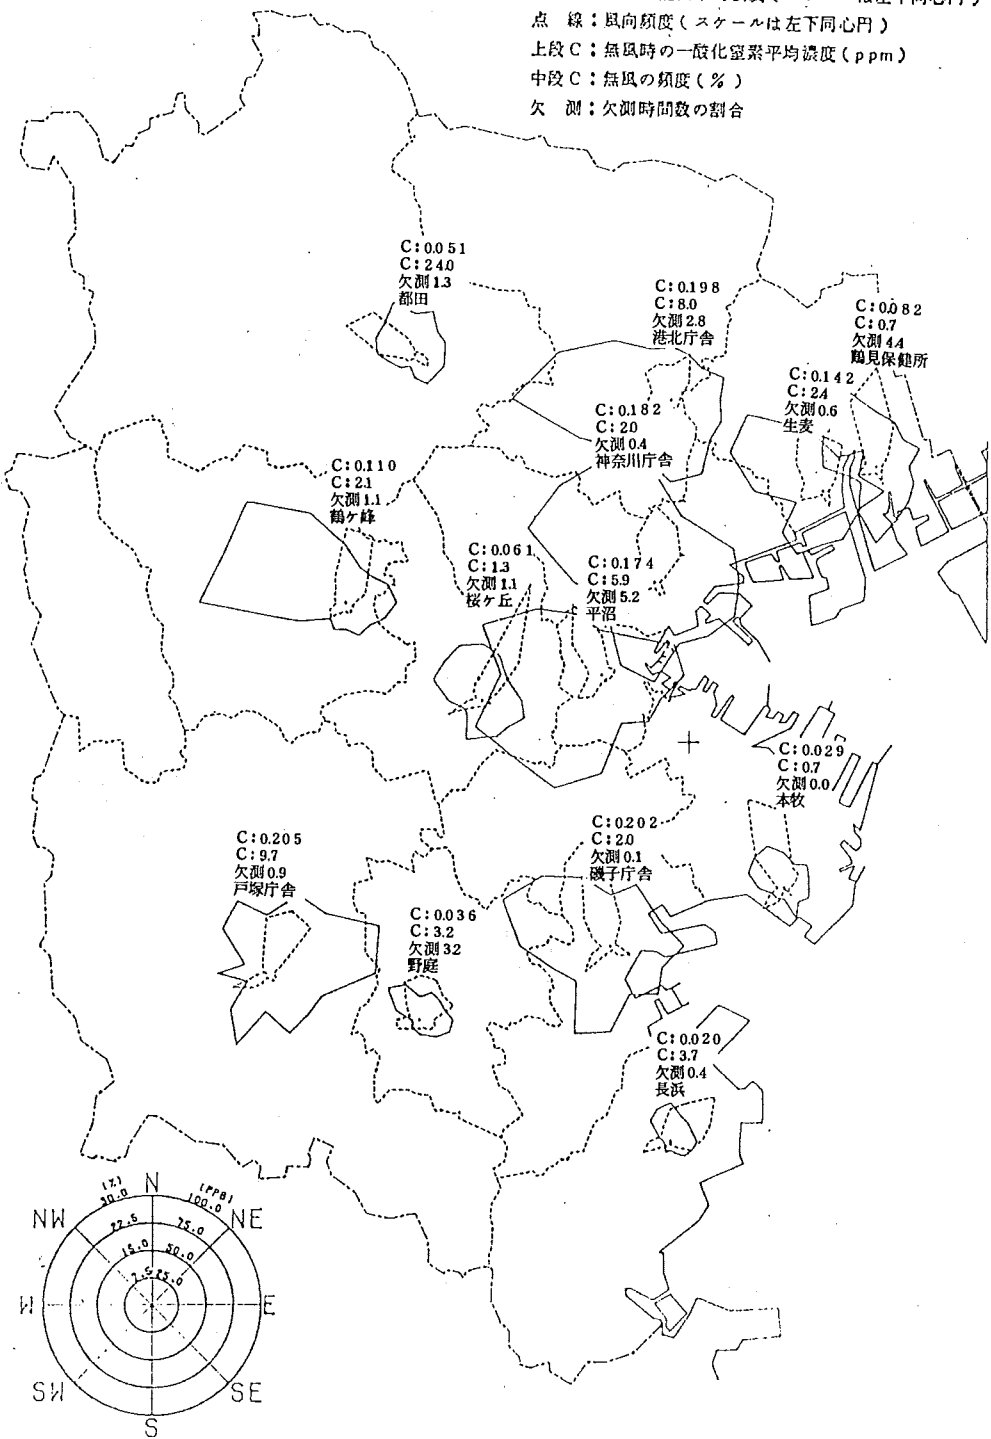 点 線：風向頻度（スケールは左下同心円）
上段C：無風時の一酸化窒素平均濃度（ppm）
中段C：無風の頻度（％）
欠 測：欠測時間数の割合
C:0.051
C:24.0
欠測1.3
都田
C:0.198
C:8.0
欠測2.8
港北庁舎
C:0.082
C:0.7
欠測4.4
鶴見保健所
C:0.142
C:2.4
欠測0.6
生麦
C:0.182
C:2.0
欠測0.4
神奈川庁舎
C:0.110
C:2.1
欠測1.1
鶴ケ峰
C:0.061
C:1.3
欠測1.1
桜ケ丘
C:0.174
C:5.9
欠測5.2
平沼
C:0.029
C:0.7
欠測0.0
本牧
C:0.205
C:9.7
欠測0.9
戸塚庁舎
C:0.202
C:2.0
欠測0.1
磯子庁舎
C:0.036
C:3.2
欠測32
野庭
C:0.020
C:3.7
欠測0.4
長浜
(%) N (PPB)
30.0 100.0
NW NE
22.5 75.0
15.0 50.0
7.5 25.0
W E
SW SE
S